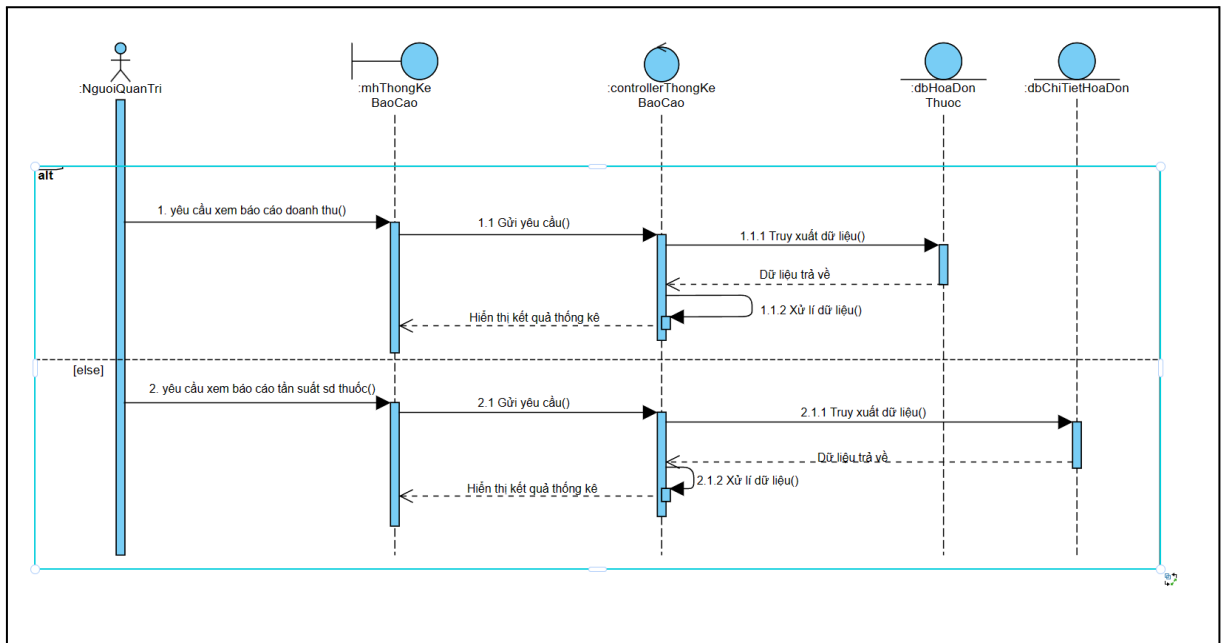 :NguoiQuanTri
:mhThongKe
BaoCao
:controllerThongKe
BaoCao
:dbHoaDon
Thuoc
:dbChiTietHoaDon
alt
1. yêu cầu xem báo cáo doanh thu()
1.1 Gửi yêu cầu()
1.1.1 Truy xuất dữ liệu()
Dữ liệu trả về
1.1.2 Xử lí dữ liệu()
Hiển thị kết quả thống kê
[else]
2. yêu cầu xem báo cáo tần suất sd thuốc()
2.1 Gửi yêu cầu()
2.1.1 Truy xuất dữ liệu()
Dữ liệu trả về
2.1.2 Xử lí dữ liệu()
Hiển thị kết quả thống kê